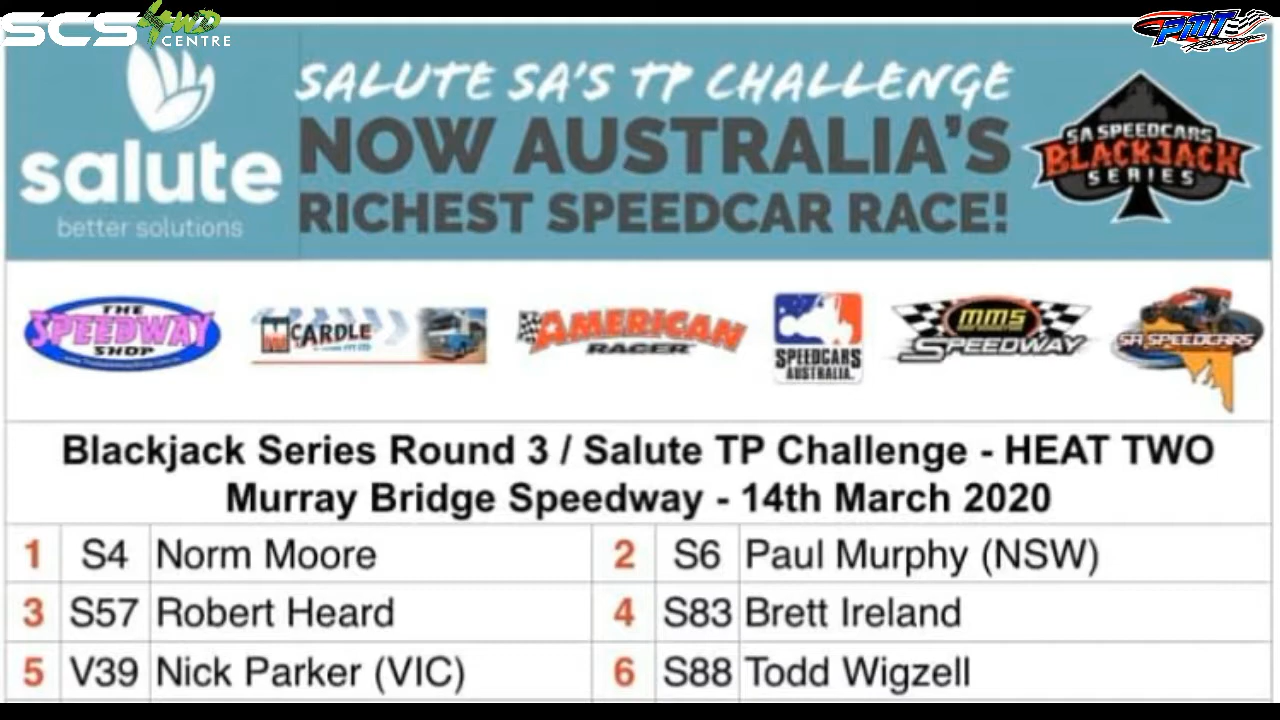 SCS 4WD
CENTRE
PMT
salute
better solutions
SALUTE SA'S TP CHALLENGE
NOW AUSTRALIA'S
RICHEST SPEEDCAR RACE!
SA SPEEDCARS
BLACKJACK
SERIES
THE
SPEEDWAY
SHOP
MCARDLE
AMERICAN
RACER
SPEEDCARS
AUSTRALIA.
MMS
SPEEDWAY
SA SPEEDCARS
Blackjack Series Round 3 / Salute TP Challenge - HEAT TWO
Murray Bridge Speedway - 14th March 2020
1 S4 Norm Moore 2 S6 Paul Murphy (NSW)
3 S57 Robert Heard 4 S83 Brett Ireland
5 V39 Nick Parker (VIC) 6 S88 Todd Wigzell